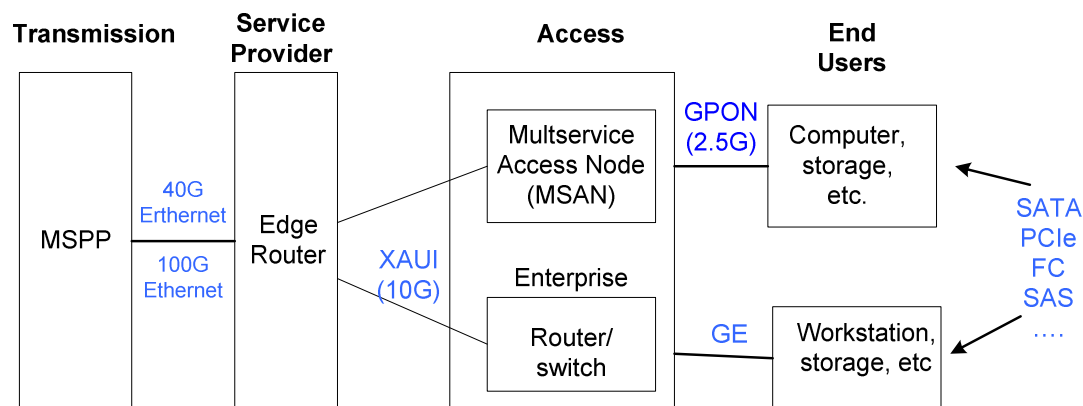 Transmission
Service
Provider
Access
End
Users
MSPP
40G
Erthernet
100G
Ethernet
Edge
Router
XAUI
(10G)
Multservice
Access Node
(MSAN)
Enterprise
Router/
switch
GPON
(2.5G)
GE
Computer,
storage,
etc.
Workstation,
storage, etc
SATA
PCIe
FC
SAS
....